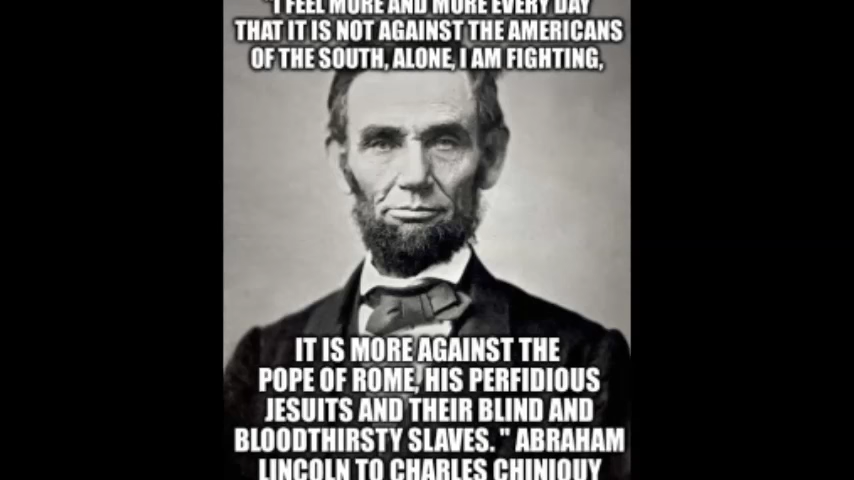 "I FEEL MORE AND MORE EVERY DAY
THAT IT IS NOT AGAINST THE AMERICANS
OF THE SOUTH, ALONE, I AM FIGHTING,
IT IS MORE AGAINST THE
POPE OF ROME, HIS PERFIDIOUS
JESUITS AND THEIR BLIND AND
BLOODTHIRSTY SLAVES. " ABRAHAM
LINCOLN TO CHARLES CHINIQUY